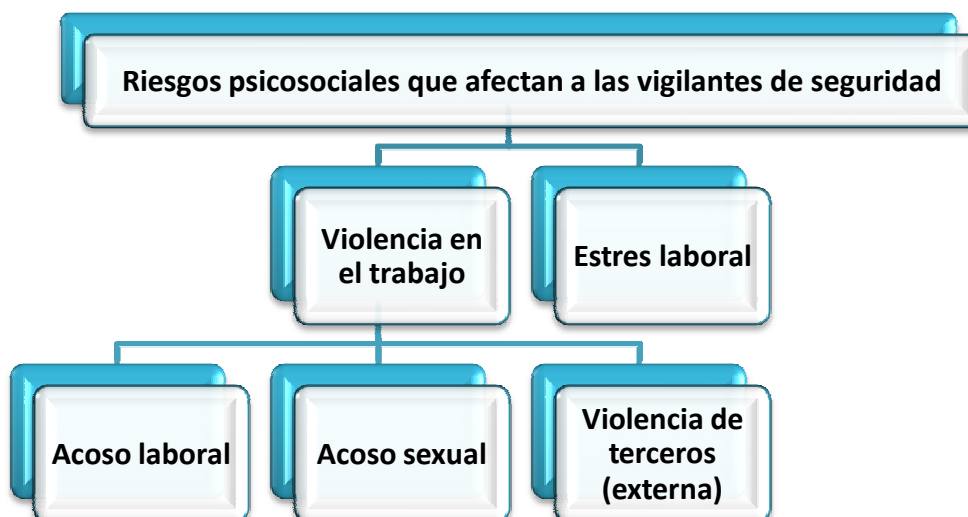 Riesgos psicosociales que afectan a las vigilantes de seguridad
Violencia en
el trabajo
Estres laboral
Acoso laboral
Acoso sexual
Violencia de
terceros
(externa)